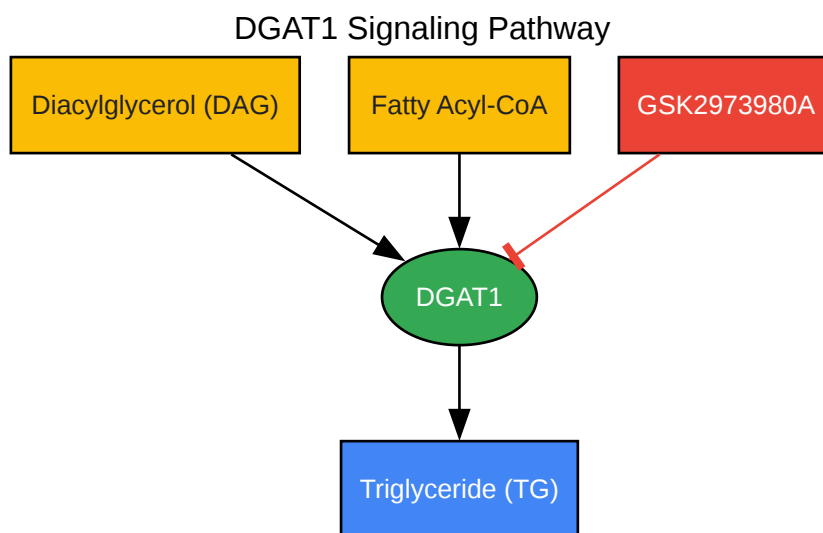 DGAT1 Signaling Pathway
Diacylglycerol (DAG)
Fatty Acyl-CoA
GSK2973980A
DGAT1
Triglyceride (TG)